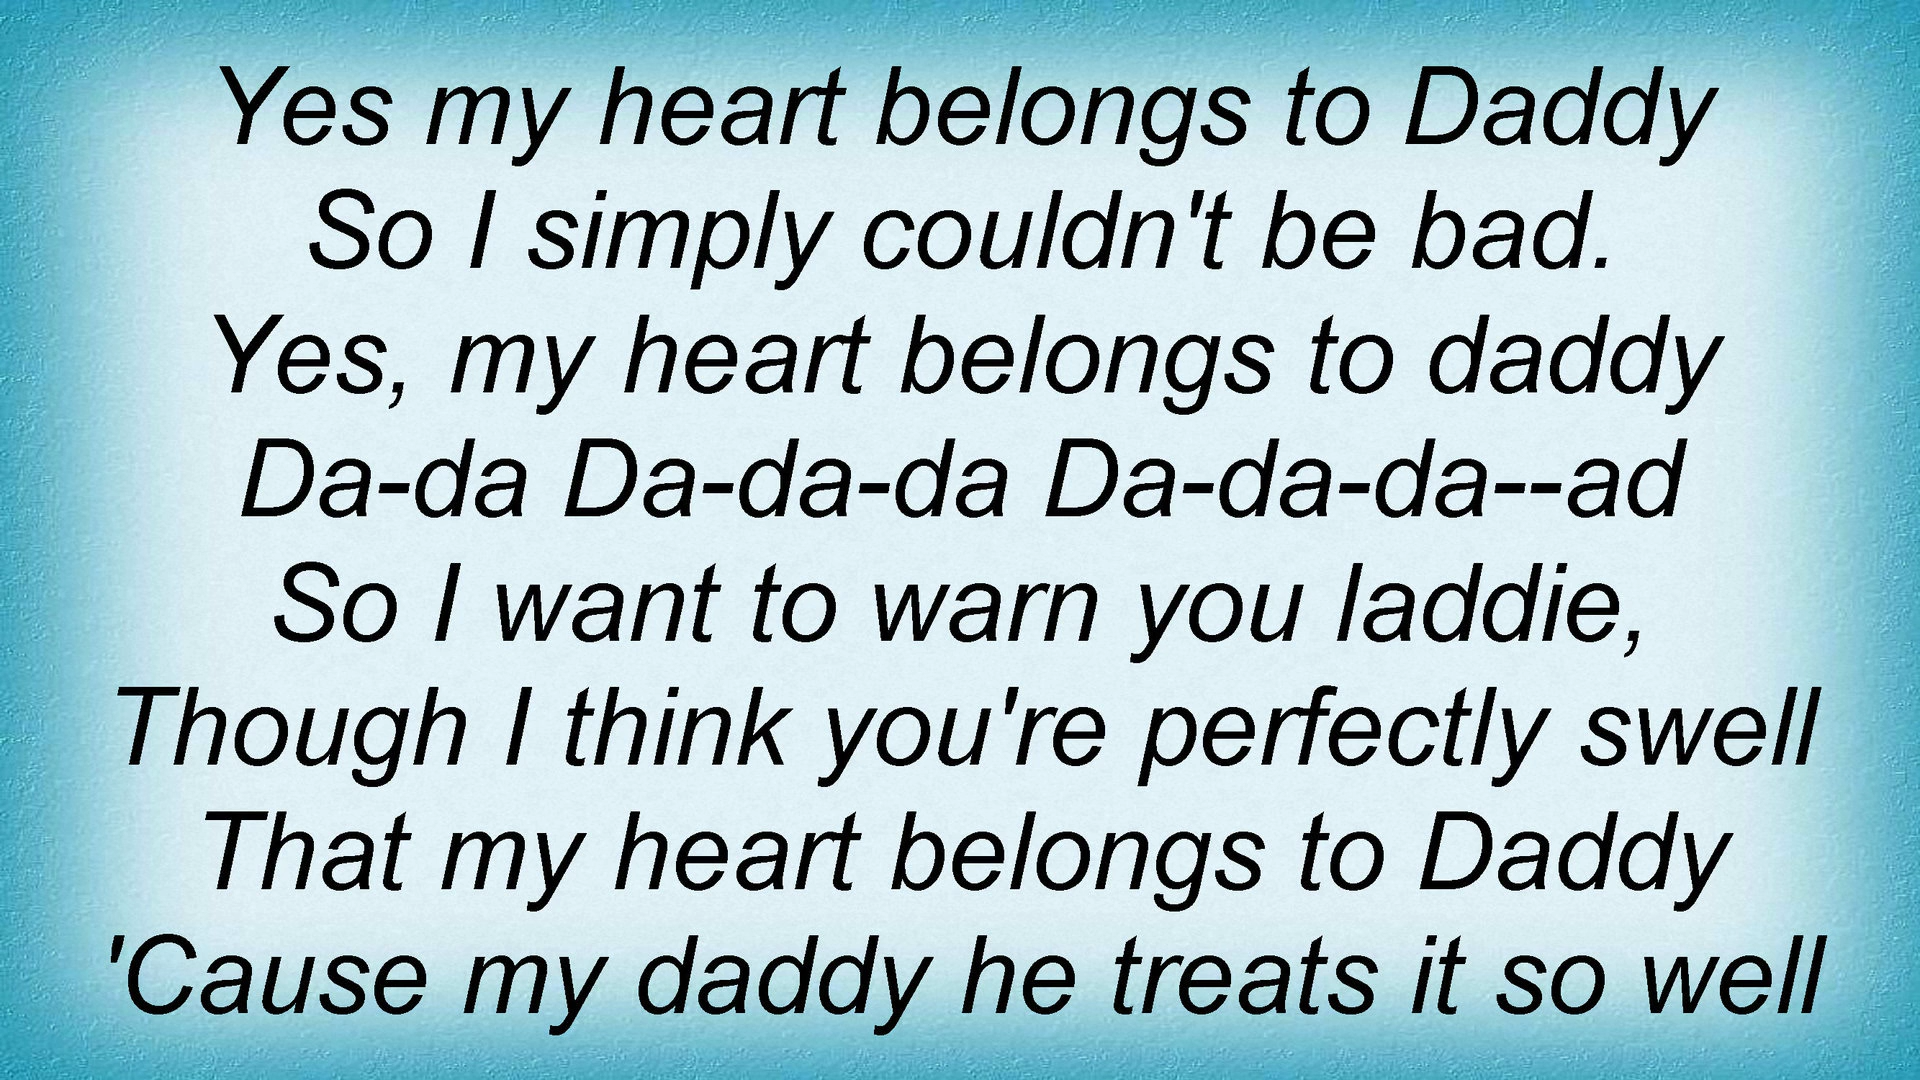 Yes my heart belongs to Daddy
So I simply couldn't be bad.
Yes, my heart belongs to daddy
Da-da Da-da-da Da-da-da--ad
So I want to warn you laddie,
Though I think you're perfectly swell
That my heart belongs to Daddy
'Cause my daddy he treats it so well